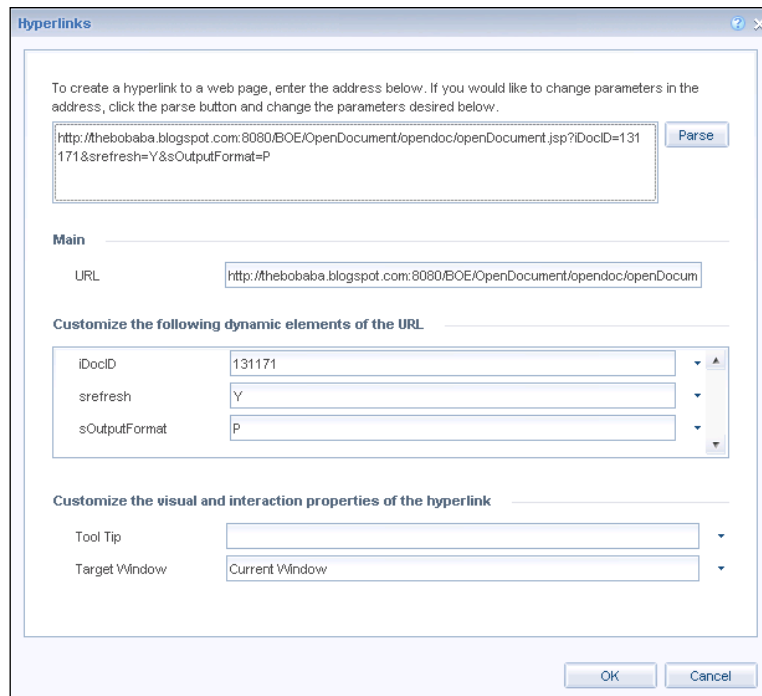 Hyperlinks
To create a hyperlink to a web page, enter the address below. If you would like to change parameters in the
address, click the parse button and change the parameters desired below.
http://thebobaba.blogspot.com:8080/BOE/OpenDocument/opendoc/openDocument.jsp?iDocID=131
171&srefresh=Y&sOutputFormat=P
Parse
Main
URL http://thebobaba.blogspot.com:8080/BOE/OpenDocument/opendoc/openDocum
Customize the following dynamic elements of the URL
iDocID 131171
srefresh Y
sOutputFormat P
Customize the visual and interaction properties of the hyperlink
Tool Tip
Target Window Current Window
OK Cancel